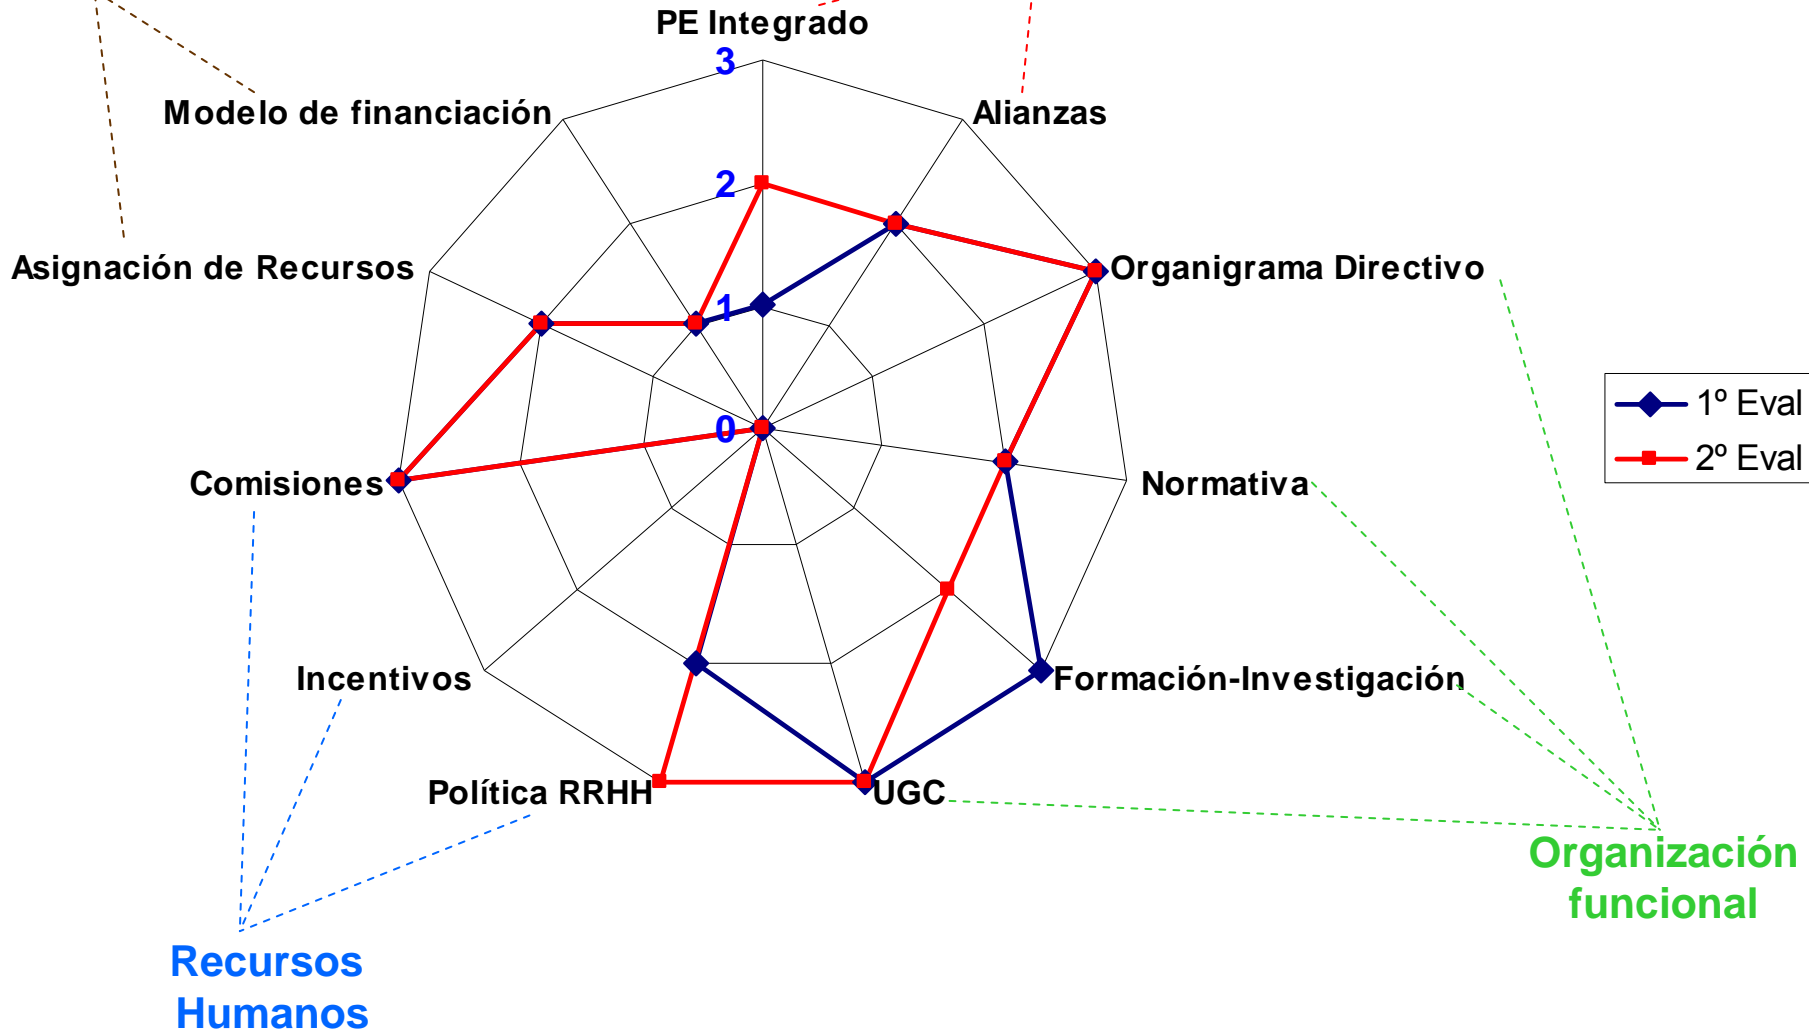 PE Integrado
3
Modelo de financiación
Alianzas
2
Asignación de Recursos
Organigrama Directivo
1
1º Eval
0
2º Eval
Comisiones
Normativa
Incentivos
Formación-Investigación
Política RRHH
UGC
Organización
funcional
Recursos
Humanos